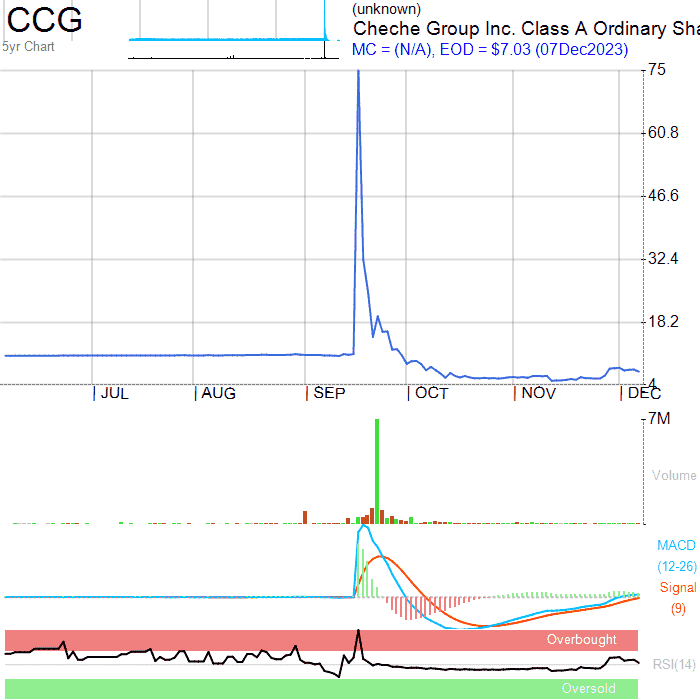 CCG
5yr Chart
(unknown)
Cheche Group Inc. Class A Ordinary Sha
MC = (N/A), EOD = $7.03 (07Dec2023)
75
60.8
46.6
32.4
18.2
4
JUL AUG SEP OCT NOV DEC
7M
Volume
MACD
(12-26)
Signal
(9)
Overbought
RSI(14)
Oversold